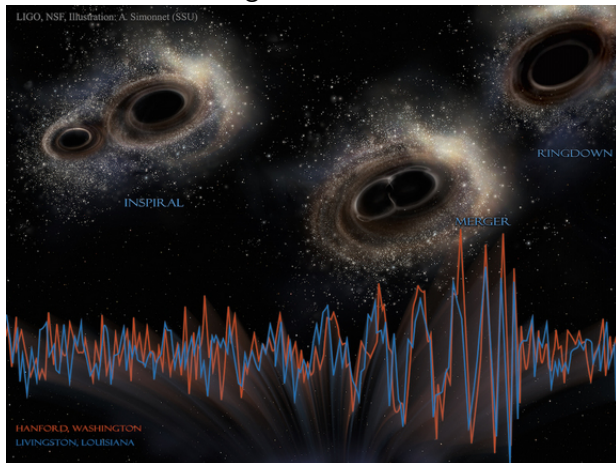 LIGO, NSF, Illustration: A. Simonnet (SSU)
INSPIRAL
MERGER
RINGDOWN
HANFORD, WASHINGTON
LIVINGSTON, LOUISIANA